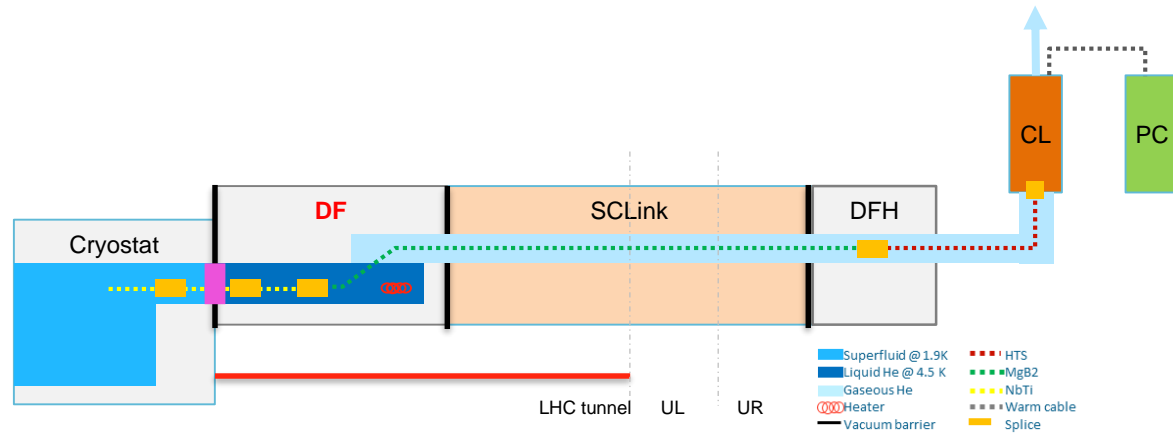 CL
PC
DF
SCLink
DFH
Cryostat
LHC tunnel
UL
UR
Superfluid @ 1.9K
Liquid He @ 4.5 K
Gaseous He
Heater
Vacuum barrier
HTS
MgB2
NbTi
Warm cable
Splice